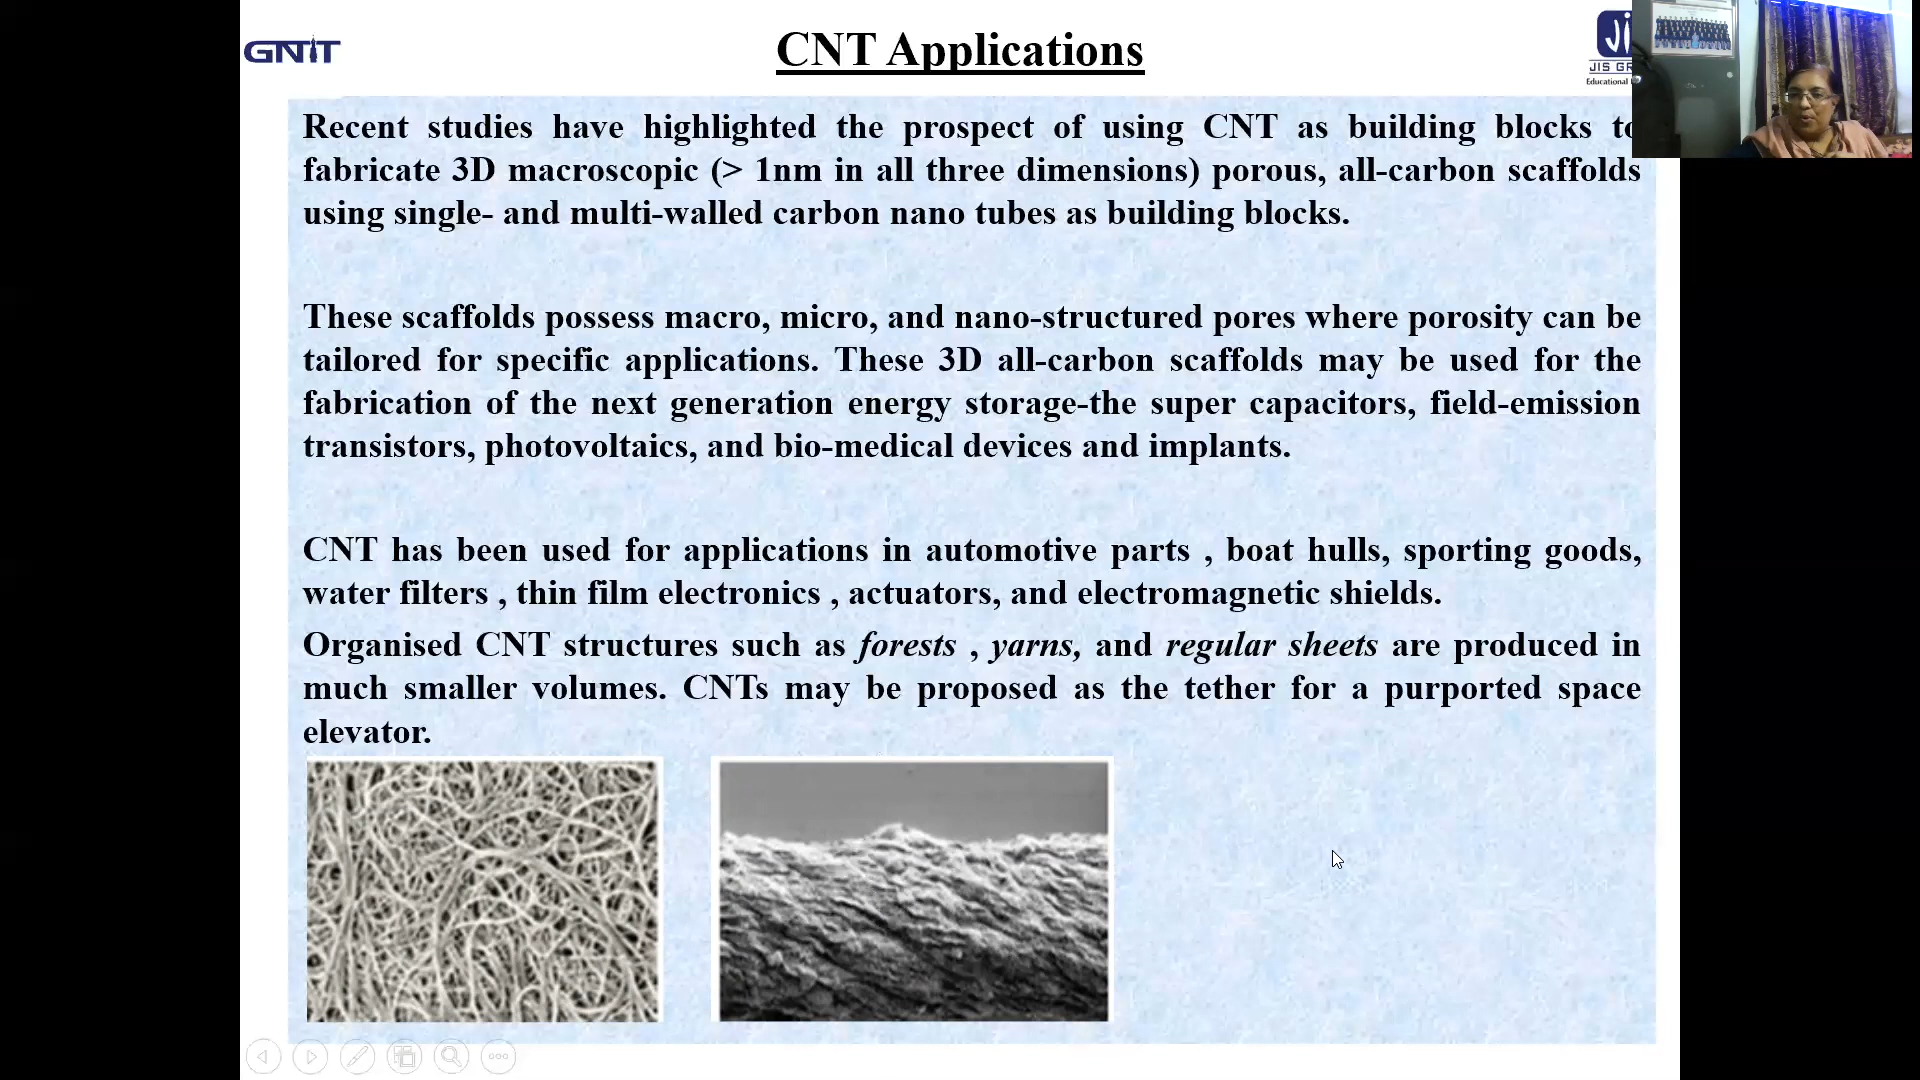 GNIT
CNT Applications
JIS GR
Educational
Recent studies have highlighted the prospect of using CNT as building blocks to
fabricate 3D macroscopic (> 1nm in all three dimensions) porous, all-carbon scaffolds
using single- and multi-walled carbon nano tubes as building blocks.
These scaffolds possess macro, micro, and nano-structured pores where porosity can be
tailored for specific applications. These 3D all-carbon scaffolds may be used for the
fabrication of the next generation energy storage-the super capacitors, field-emission
transistors, photovoltaics, and bio-medical devices and implants.
CNT has been used for applications in automotive parts , boat hulls, sporting goods,
water filters , thin film electronics , actuators, and electromagnetic shields.
Organised CNT structures such as forests , yarns, and regular sheets are produced in
much smaller volumes. CNTs may be proposed as the tether for a purported space
elevator.